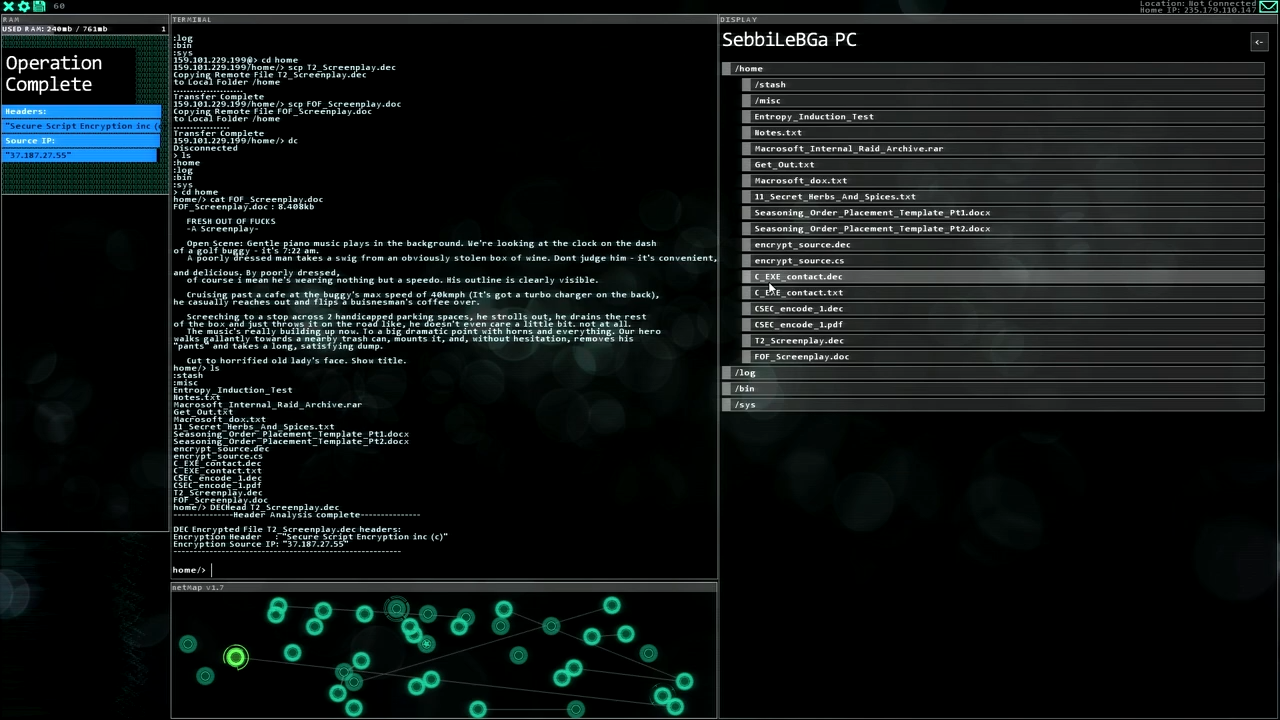 60
Location: Not Connected
Home IP: 235.179.110.147
RAM
USED RAM: 240mb / 761mb 1
Operation
Complete
Headers:
"Secure Script Encryption inc (c
Source IP:
"37.187.27.55"
TERMINAL
:log
:bin
:sys
159.101.229.199@> cd home
159.101.229.199/home/> scp T2_Screenplay.dec
Copying Remote File T2_Screenplay.dec
to Local Folder /home
......................
Transfer Complete
159.101.229.199/home/> scp FOF_Screenplay.doc
Copying Remote File FOF_Screenplay.doc
to Local Folder /home
..................
Transfer Complete
159.101.229.199/home/> dc
Disconnected
> ls
:home
:log
:bin
:sys
> cd home
home/> cat FOF_Screenplay.doc
FOF_Screenplay.doc : 8.408kb
FRESH OUT OF FUCKS
-A Screenplay-
Open Scene: Gentle piano music plays in the background. We're looking at the clock on the dash
of a golf buggy - it's 7:22 am.
A poorly dressed man takes a swig from an obviously stolen box of wine. Dont judge him - it's convenient,
and delicious. By poorly dressed,
of course i mean he's wearing nothing but a speedo. His outline is clearly visible.
Cruising past a cafe at the buggy's max speed of 40kmph (It's got a turbo charger on the back),
he casually reaches out and flips a buisnesman's coffee over.
Screeching to a stop across 2 handicapped parking spaces, he strolls out, he drains the rest
of the box and just throws it on the road like, he doesn't even care a little bit. not at all.
The music's really building up now. To a big dramatic point with horns and everything. Our hero
walks gallantly towards a nearby trash can, mounts it, and, without hesitation, removes his
"pants" and takes a long, satisfying dump.
Cut to horrified old lady's face. Show title.
home/> ls
:stash
:misc
Entropy_Induction_Test
Notes.txt
Macrosoft_Internal_Raid_Archive.rar
Get_Out.txt
Macrosoft_dox.txt
11_Secret_Herbs_And_Spices.txt
Seasoning_Order_Placement_Template_Pt1.docx
Seasoning_Order_Placement_Template_Pt2.docx
encrypt_source.dec
encrypt_source.cs
C_EXE_contact.dec
C_EXE_contact.txt
CSEC_encode_1.dec
CSEC_encode_1.pdf
T2_Screenplay.dec
FOF_Screenplay.doc
home/> DECHead T2_Screenplay.dec
---------------Header Analysis complete---------------
DEC Encrypted File T2_Screenplay.dec headers:
Encryption Header : "Secure Script Encryption inc (c)"
Encryption Source IP: "37.187.27.55"
---------------------------------------------------------
home/>
netMap v1.7
DISPLAY
SebbiLeBGa PC
<-
/home
/stash
/misc
Entropy_Induction_Test
Notes.txt
Macrosoft_Internal_Raid_Archive.rar
Get_Out.txt
Macrosoft_dox.txt
11_Secret_Herbs_And_Spices.txt
Seasoning_Order_Placement_Template_Pt1.docx
Seasoning_Order_Placement_Template_Pt2.docx
encrypt_source.dec
encrypt_source.cs
C_EXE_contact.dec
C_EXE_contact.txt
CSEC_encode_1.dec
CSEC_encode_1.pdf
T2_Screenplay.dec
FOF_Screenplay.doc
/log
/bin
/sys